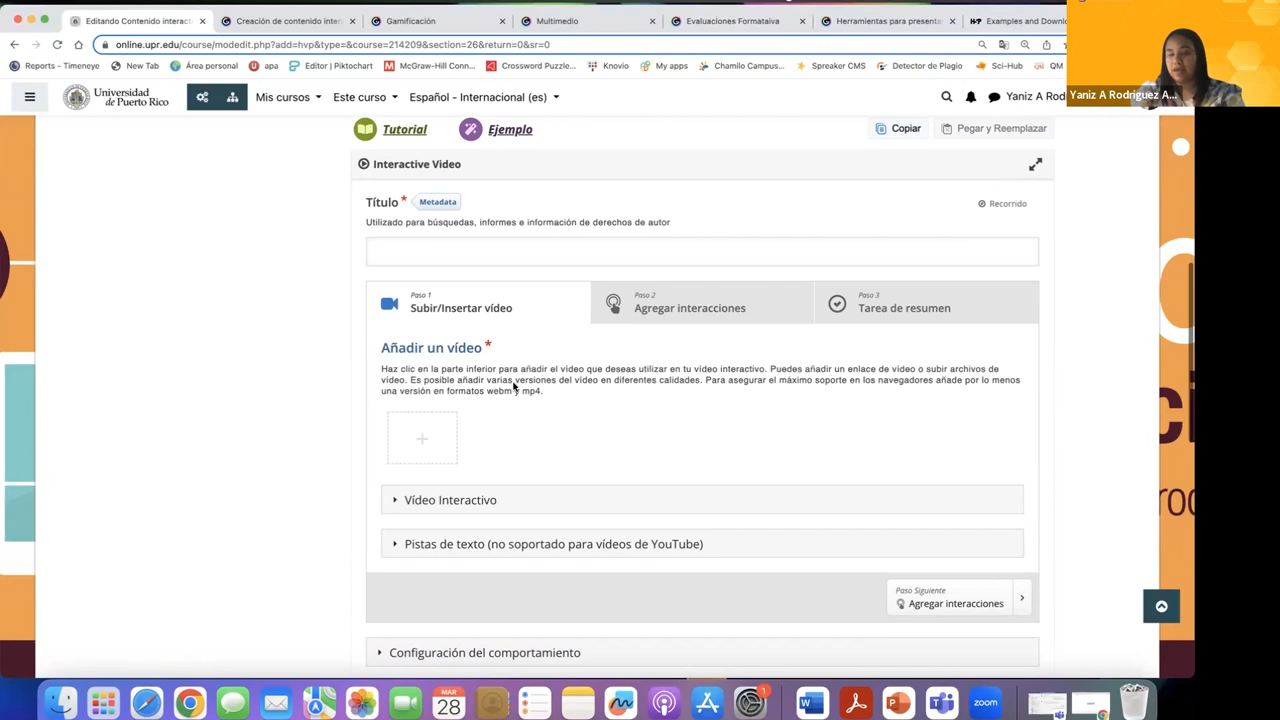 Editando Contenido interact
Creación de contenido inter
Gamificación
Multimedio
Evaluaciones Formataiva
Herramientas para presenta
H-P
Examples and Downl
online.upr.edu/course/modedit.php?add=hvp&type=&course=214209&section=26&return=0&sr=0
Reports - Timeneye
New Tab
Área personal
apa
Editor | Piktochart
McGraw-Hill Conn...
Crossword Puzzle...
Knovio
My apps
Chamilo Campus...
Spreaker CMS
Detector de Plagio
Sci-Hub
QM
Yaniz A Rodriguez A...
Universidad
de Puerto Rico
Mis cursos
Este curso
Español - Internacional (es)
Yaniz A Rod
Tutorial
Ejemplo
Copiar
Pegar y Reemplazar
Interactive Video
Título *
Metadata
Recorrido
Utilizado para búsquedas, informes e información de derechos de autor
Paso 1
Subir/Insertar vídeo
Paso 2
Agregar interacciones
Paso 3
Tarea de resumen
Añadir un vídeo *
Haz clic en la parte inferior para añadir el vídeo que deseas utilizar en tu vídeo interactivo. Puedes añadir un enlace de vídeo o subir archivos de
vídeo. Es posible añadir varias versiones del vídeo en diferentes calidades. Para asegurar el máximo soporte en los navegadores añade por lo menos
una versión en formatos webm y mp4.
+
Vídeo Interactivo
Pistas de texto (no soportado para vídeos de YouTube)
Paso Siguiente
Agregar interacciones
Configuración del comportamiento
MAR
28
1
zoom